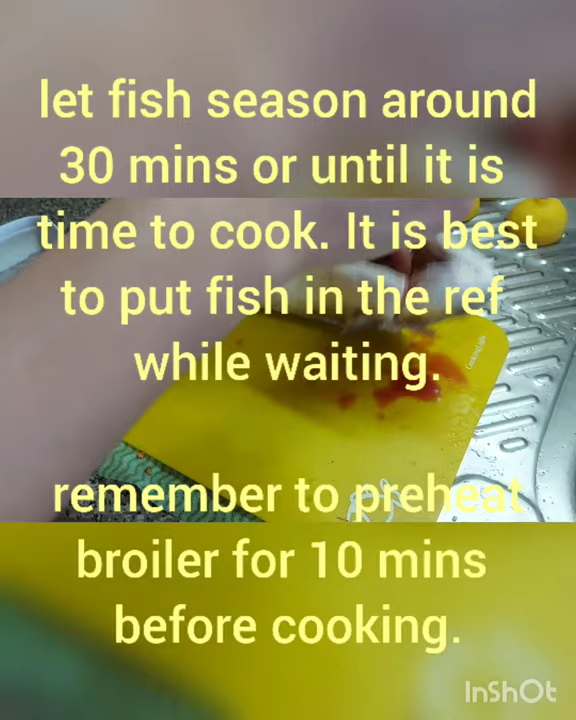 let fish season around
30 mins or until it is
time to cook. It is best
to put fish in the ref
while waiting.
remember to preheat
broiler for 10 mins
before cooking.
InShOt